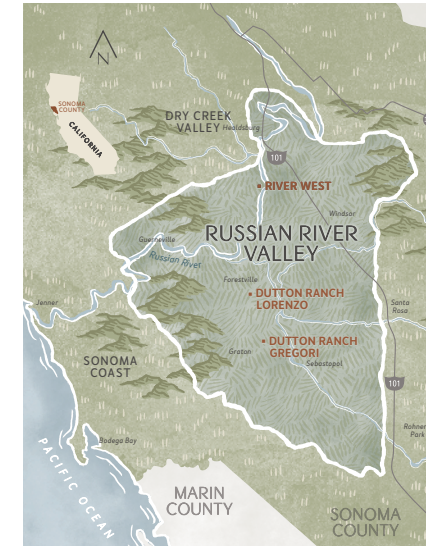 N
SONOMA
COUNTY
CALIFORNIA
DRY CREEK
VALLEY
Healdsburg
101
RIVER WEST
Windsor
RUSSIAN RIVER
VALLEY
Guerneville
Russian River
Forestville
DUTTON RANCH
LORENZO
Jenner
Santa
Rosa
DUTTON RANCH
GREGORI
Graton
Sebastopol
SONOMA
COAST
101
Rohnert
Park
Bodega Bay
PACIFIC OCEAN
MARIN
COUNTY
SONOMA
COUNTY